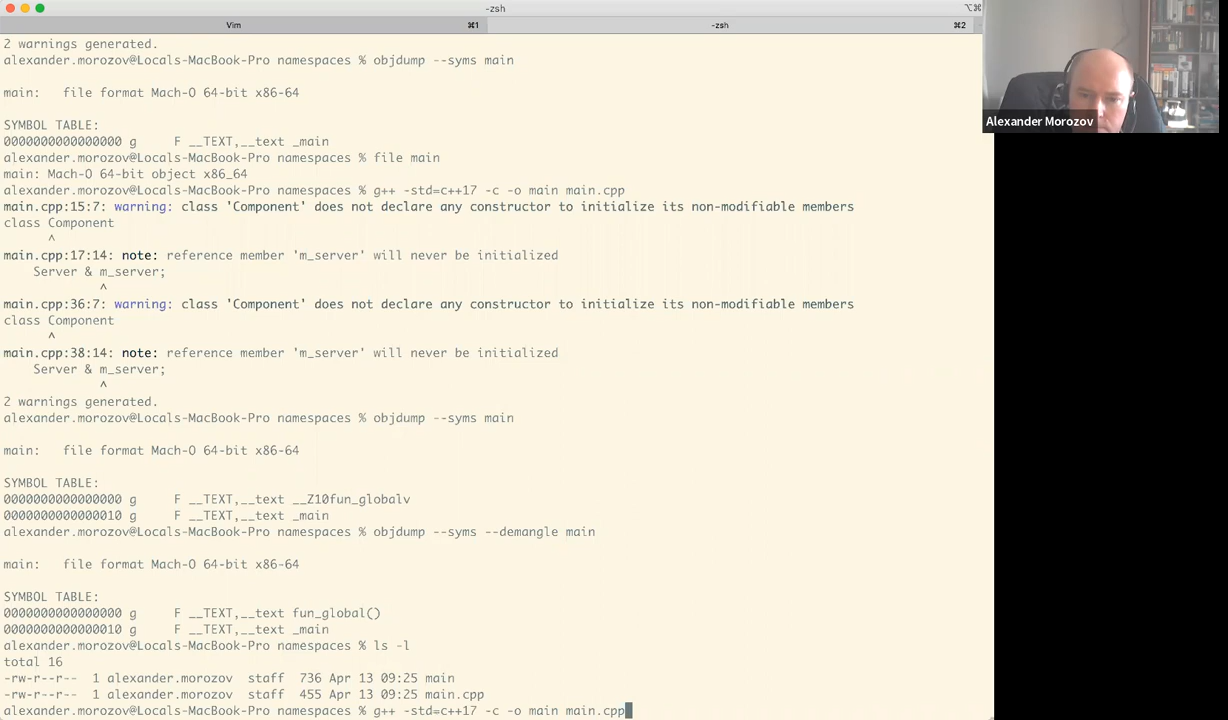 -zsh
⌥⌘
Vim ⌘1 -zsh ⌘2
2 warnings generated.
alexander.morozov@Locals-MacBook-Pro namespaces % objdump --syms main
main: file format Mach-O 64-bit x86-64
SYMBOL TABLE:
0000000000000000 g F __TEXT,__text _main
alexander.morozov@Locals-MacBook-Pro namespaces % file main
main: Mach-O 64-bit object x86_64
alexander.morozov@Locals-MacBook-Pro namespaces % g++ -std=c++17 -c -o main main.cpp
main.cpp:15:7: warning: class 'Component' does not declare any constructor to initialize its non-modifiable members
class Component
^
main.cpp:17:14: note: reference member 'm_server' will never be initialized
Server & m_server;
^
main.cpp:36:7: warning: class 'Component' does not declare any constructor to initialize its non-modifiable members
class Component
^
main.cpp:38:14: note: reference member 'm_server' will never be initialized
Server & m_server;
^
2 warnings generated.
alexander.morozov@Locals-MacBook-Pro namespaces % objdump --syms main
main: file format Mach-O 64-bit x86-64
SYMBOL TABLE:
0000000000000000 g F __TEXT,__text __Z10fun_globalv
0000000000000010 g F __TEXT,__text _main
alexander.morozov@Locals-MacBook-Pro namespaces % objdump --syms --demangle main
main: file format Mach-O 64-bit x86-64
SYMBOL TABLE:
0000000000000000 g F __TEXT,__text fun_global()
0000000000000010 g F __TEXT,__text _main
alexander.morozov@Locals-MacBook-Pro namespaces % ls -l
total 16
-rw-r--r-- 1 alexander.morozov staff 736 Apr 13 09:25 main
-rw-r--r-- 1 alexander.morozov staff 455 Apr 13 09:25 main.cpp
alexander.morozov@Locals-MacBook-Pro namespaces % g++ -std=c++17 -c -o main main.cpp
Alexander Morozov